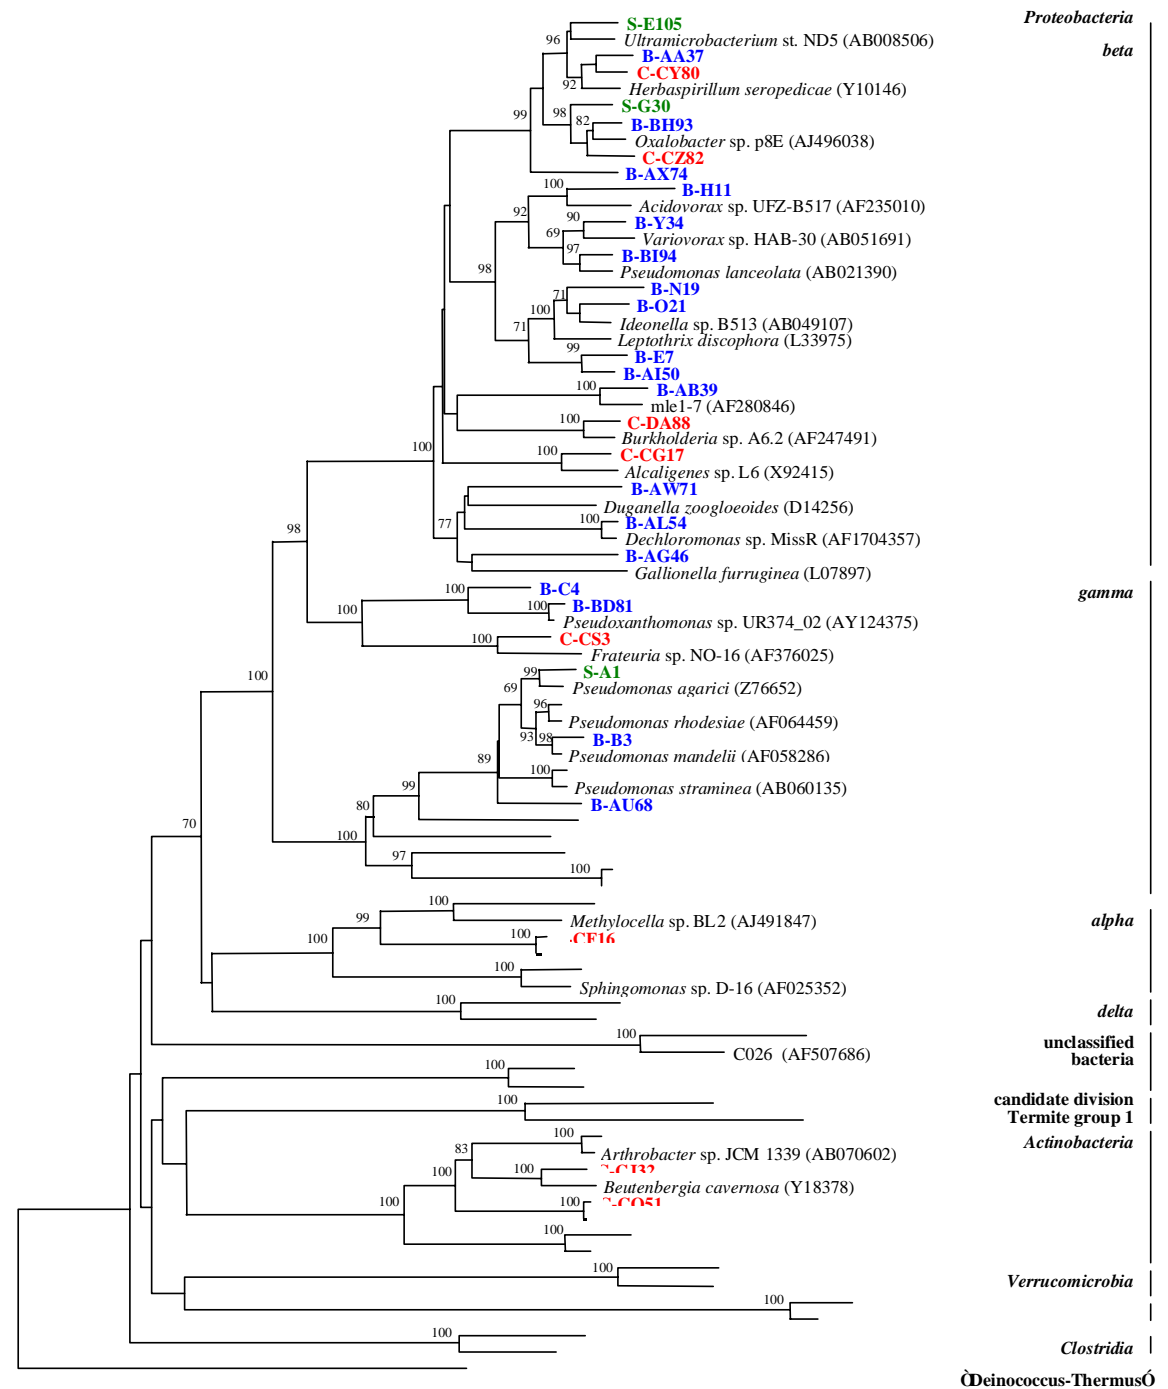 Proteobacteria
S-E105
96
Ultramicrobacterium st. ND5 (AB008506)
beta
B-AA37
C-CY80
92
Herbaspirillum seropedicae (Y10146)
S-G30
99
98
82
B-BH93
Oxalobacter sp. p8E (AJ496038)
C-CZ82
B-AX74
100
B-H11
Acidovorax sp. UFZ-B517 (AF235010)
92
90
B-Y34
69
Variovorax sp. HAB-30 (AB051691)
97
B-BI94
98
Pseudomonas lanceolata (AB021390)
B-N19
71
B-O21
100
Ideonella sp. B513 (AB049107)
71
Leptothrix discophora (L33975)
99
B-E7
B-AI50
100
B-AB39
mle1-7 (AF280846)
100
C-DA88
Burkholderia sp. A6.2 (AF247491)
100
100
C-CG17
Alcaligenes sp. L6 (X92415)
B-AW71
Duganella zoogloeoides (D14256)
77
100
B-AL54
98
Dechloromonas sp. MissR (AF1704357)
B-AG46
Gallionella furruginea (L07897)
100
B-C4
gamma
100
100
B-BD81
Pseudoxanthomonas sp. UR374_02 (AY124375)
100
C-CS3
Frateuria sp. NO-16 (AF376025)
100
99
S-A1
69
Pseudomonas agarici (Z76652)
96
Pseudomonas rhodesiae (AF064459)
93
98
B-B3
89
Pseudomonas mandelii (AF058286)
100
99
Pseudomonas straminea (AB060135)
80
B-AU68
70
100
97
100
100
99
Methylocella sp. BL2 (AJ491847)
alpha
100
100
-CF16
100
Sphingomonas sp. D-16 (AF025352)
100
delta
100
unclassified
C026 (AF507686)
bacteria
100
100
candidate division
Termite group 1
100
Actinobacteria
83
Arthrobacter sp. JCM 1339 (AB070602)
100
100
C-CJ32
Beutenbergia cavernosa (Y18378)
100
100
C-CO51
100
100
Verrucomicrobia
100
100
Clostridia
ÒDeinococcus-ThermusÓ